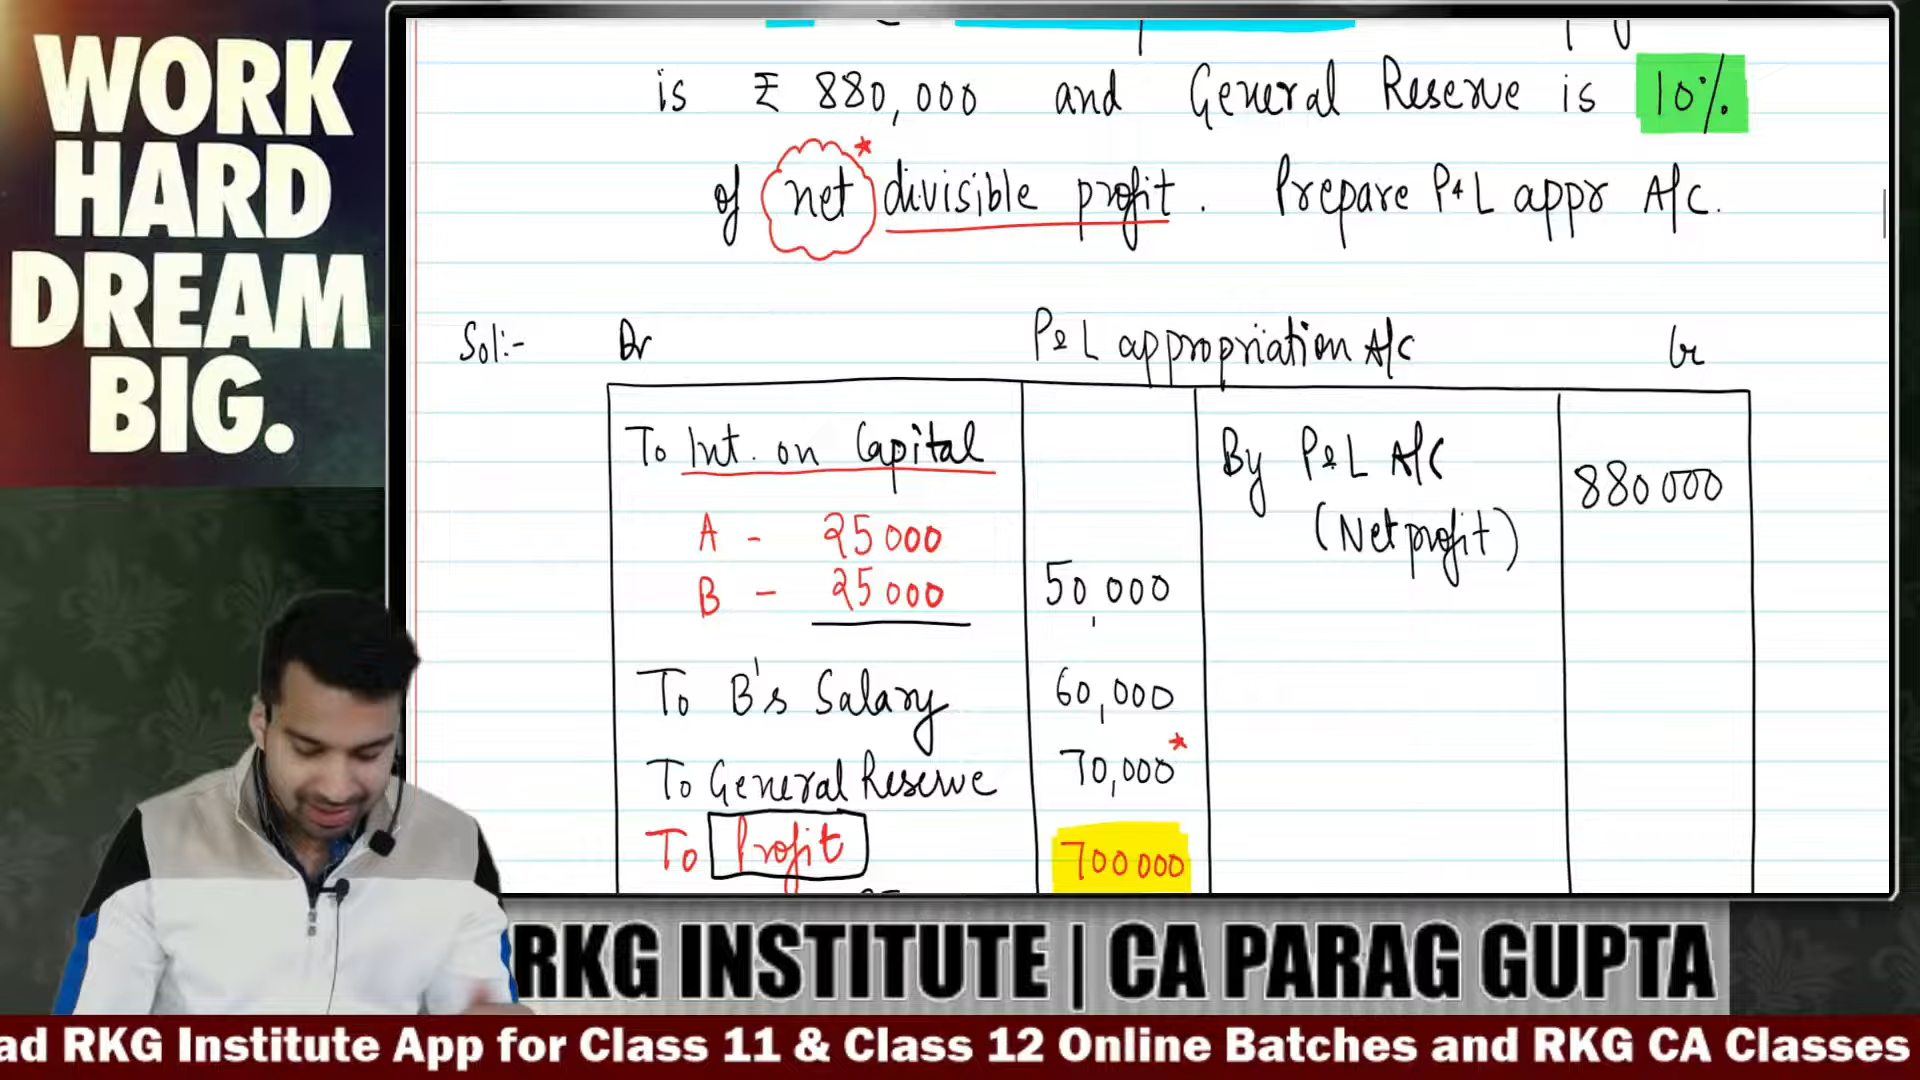 WORK
HARD
DREAM
BIG.
is ₹ 880,000 and General Reserve is 10%
of net * divisible profit. Prepare P&L appr A/c.
Sol:- Dr P&L appropriation A/c Cr
To Int. on Capital
A - 25000
B - 25000 50,000
By P&L A/c
(Net profit) 880000
To B's Salary 60,000
To General Reserve 70,000 *
To Profit 700000
RKG INSTITUTE | CA PARAG GUPTA
ad RKG Institute App for Class 11 & Class 12 Online Batches and RKG CA Classes